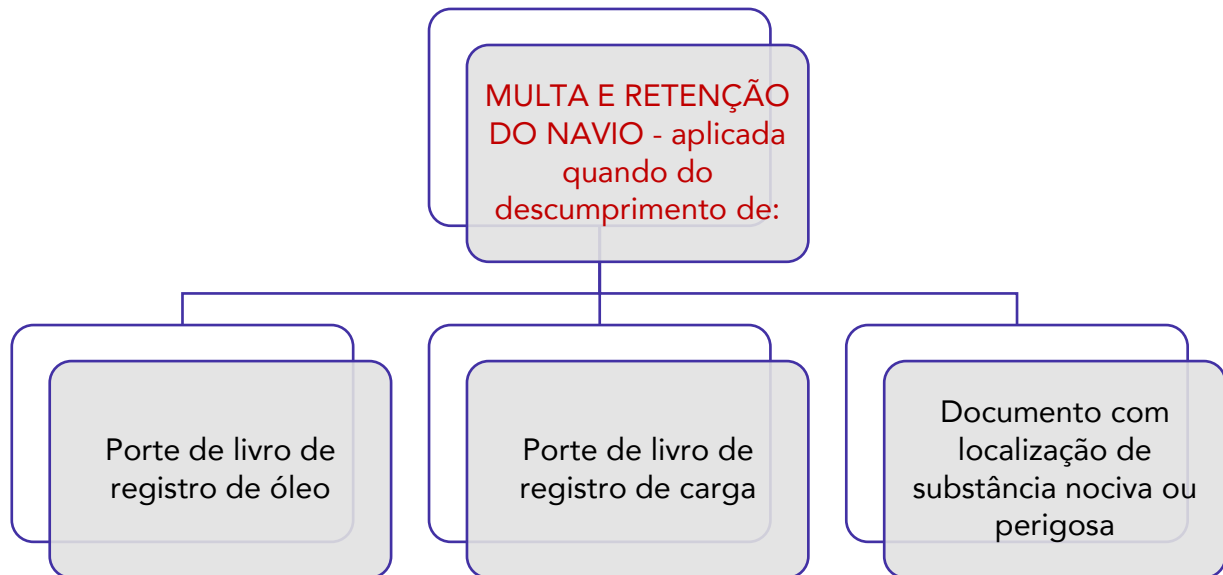 MULTA E RETENÇÃO
DO NAVIO - aplicada
quando do
descumprimento de:
Porte de livro de
registro de óleo
Porte de livro de
registro de carga
Documento com
localização de
substância nociva ou
perigosa